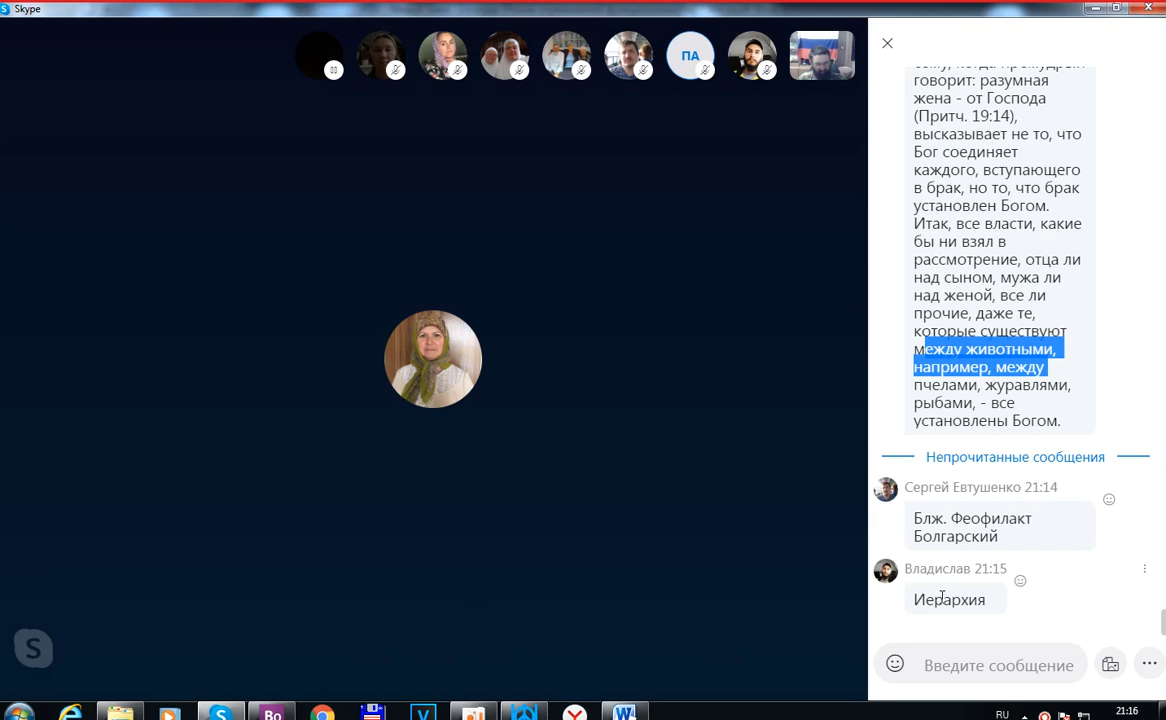 Skype
ПА
говорит: разумная
жена - от Господа
(Притч. 19:14),
высказывает не то, что
Бог соединяет
каждого, вступающего
в брак, но то, что брак
установлен Богом.
Итак, все власти, какие
бы ни взял в
рассмотрение, отца ли
над сыном, мужа ли
над женой, все ли
прочие, даже те,
которые существуют
между животными,
например, между
пчелами, журавлями,
рыбами, - все
установлены Богом.
Непрочитанные сообщения
Сергей Евтушенко 21:14
Блж. Феофилакт
Болгарский
Владислав 21:15
Иерархия
Введите сообщение
S
Bo
RU
21:16